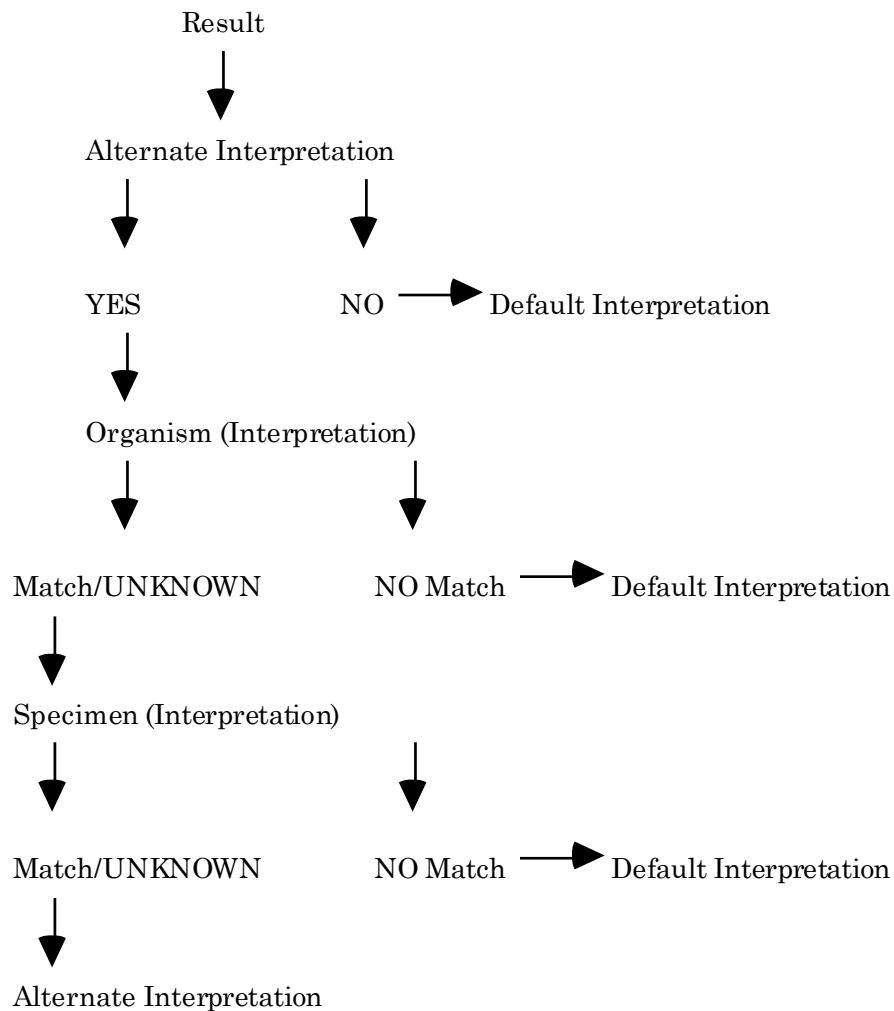 Result
Alternate Interpretation
YES NO Default Interpretation
Organism (Interpretation)
Match/UNKNOWN NO Match Default Interpretation
Specimen (Interpretation)
Match/UNKNOWN NO Match Default Interpretation
Alternate Interpretation